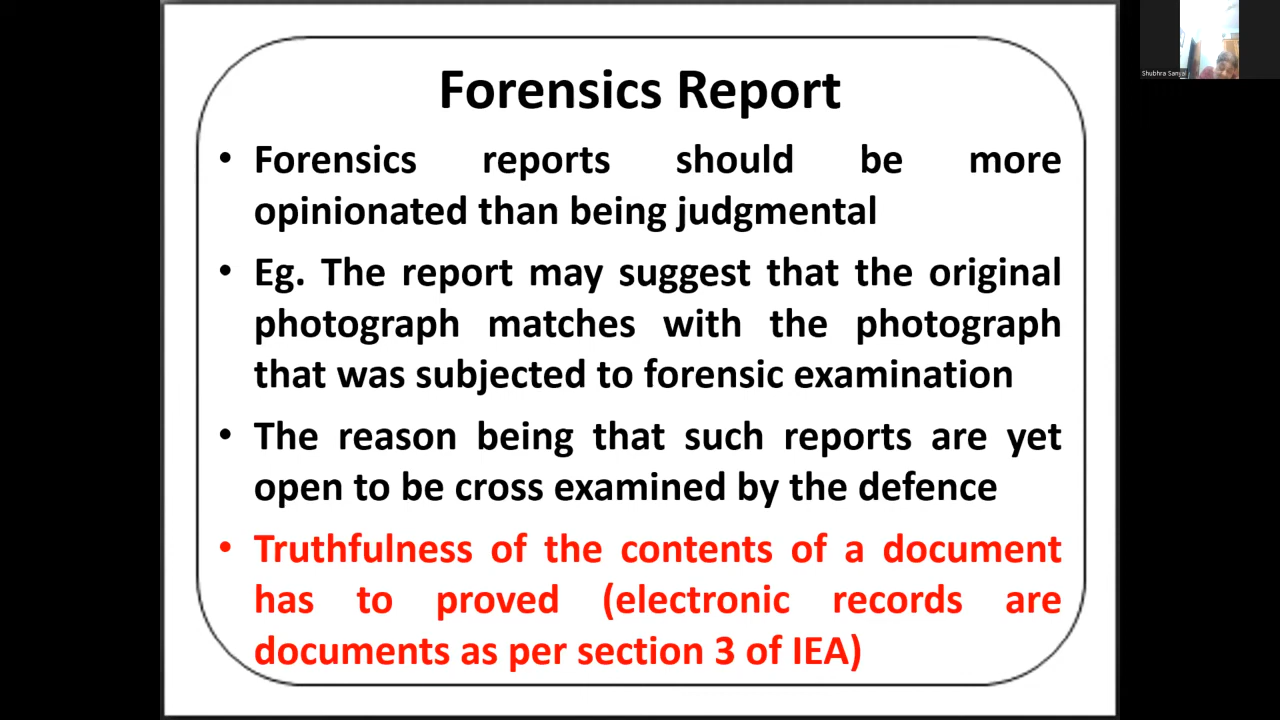 Forensics Report
• Forensics reports should be more
opinionated than being judgmental
• Eg. The report may suggest that the original
photograph matches with the photograph
that was subjected to forensic examination
• The reason being that such reports are yet
open to be cross examined by the defence
• Truthfulness of the contents of a document
has to proved (electronic records are
documents as per section 3 of IEA)
Shubhra Sanyal